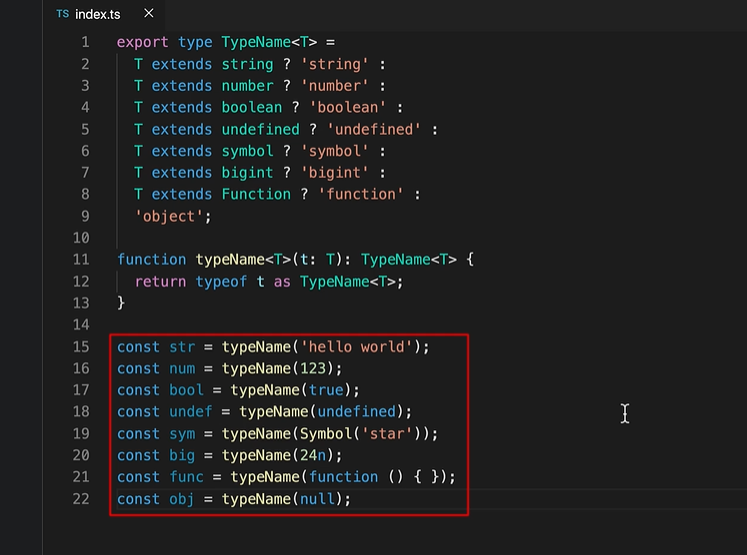 TS index.ts ×
1 export type TypeName<T> =
2 T extends string ? 'string' :
3 T extends number ? 'number' :
4 T extends boolean ? 'boolean' :
5 T extends undefined ? 'undefined' :
6 T extends symbol ? 'symbol' :
7 T extends bigint ? 'bigint' :
8 T extends Function ? 'function' :
9 'object';
10
11 function typeName<T>(t: T): TypeName<T> {
12 return typeof t as TypeName<T>;
13 }
14
15 const str = typeName('hello world');
16 const num = typeName(123);
17 const bool = typeName(true);
18 const undef = typeName(undefined);
19 const sym = typeName(Symbol('star'));
20 const big = typeName(24n);
21 const func = typeName(function () { });
22 const obj = typeName(null);